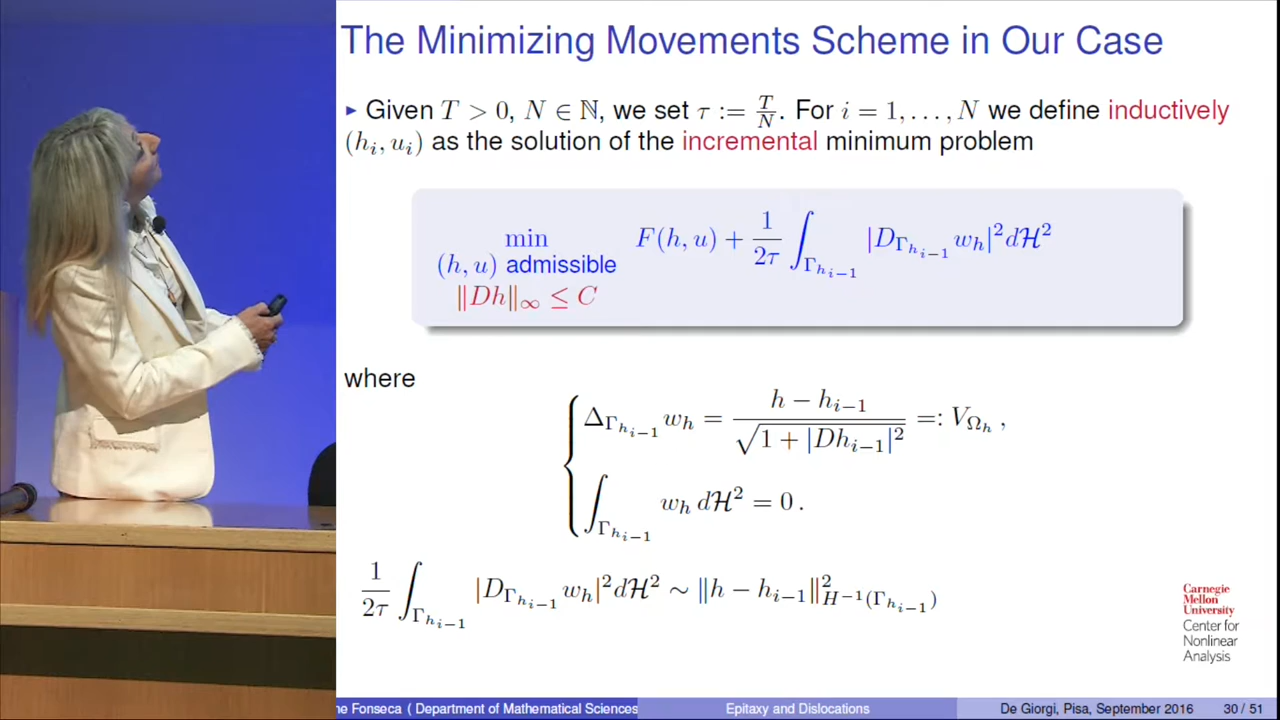 The Minimizing Movements Scheme in Our Case
▸ Given T > 0, N ∈ ℕ, we set τ := T/N. For i = 1, . . . , N we define inductively
(h_i, u_i) as the solution of the incremental minimum problem
min_{(h, u) admissible, ‖Dh‖_∞ ≤ C} F(h, u) + 1/(2τ) ∫_{Γ_{h_{i−1}}} |D_{Γ_{h_{i−1}}} w_h|² dℋ²
where
Δ_{Γ_{h_{i−1}}} w_h = (h − h_{i−1}) / √(1 + |Dh_{i−1}|²) =: V_{Ω_h} ,
∫_{Γ_{h_{i−1}}} w_h dℋ² = 0 .
1/(2τ) ∫_{Γ_{h_{i−1}}} |D_{Γ_{h_{i−1}}} w_h|² dℋ² ∼ ‖h − h_{i−1}‖²_{H^{−1}(Γ_{h_{i−1}})}
Carnegie
Mellon
University
Center for
Nonlinear
Analysis
ne Fonseca ( Department of Mathematical Sciences
Epitaxy and Dislocations
De Giorgi, Pisa, September 2016
30 / 51